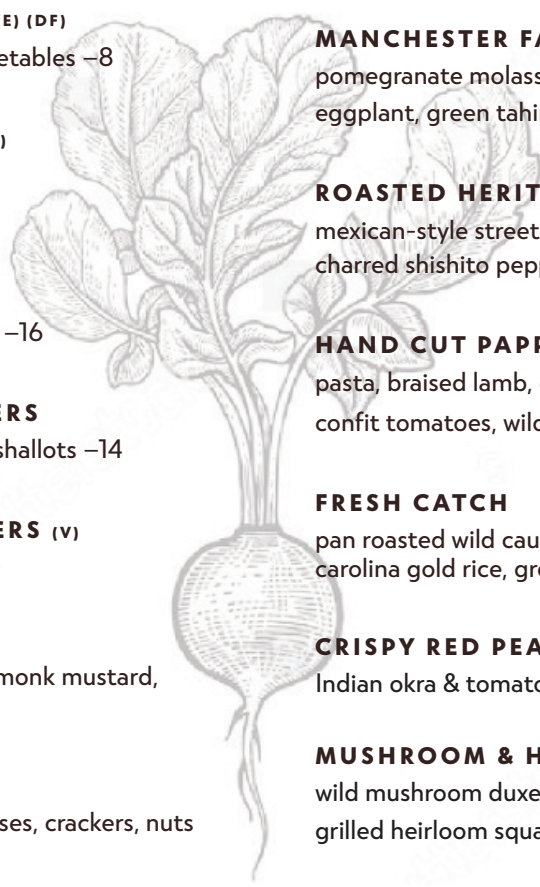 E) (DF)
etables –8
)
–16
ERS
shallots –14
ERS (V)
monk mustard,
ses, crackers, nuts
MANCHESTER FA
pomegranate molass
eggplant, green tahi
ROASTED HERIT
mexican-style street
charred shishito pep
HAND CUT PAPP
pasta, braised lamb,
confit tomatoes, wild
FRESH CATCH
pan roasted wild cau
carolina gold rice, gr
CRISPY RED PEA
Indian okra & tomato
MUSHROOM & H
wild mushroom duxe
grilled heirloom squa